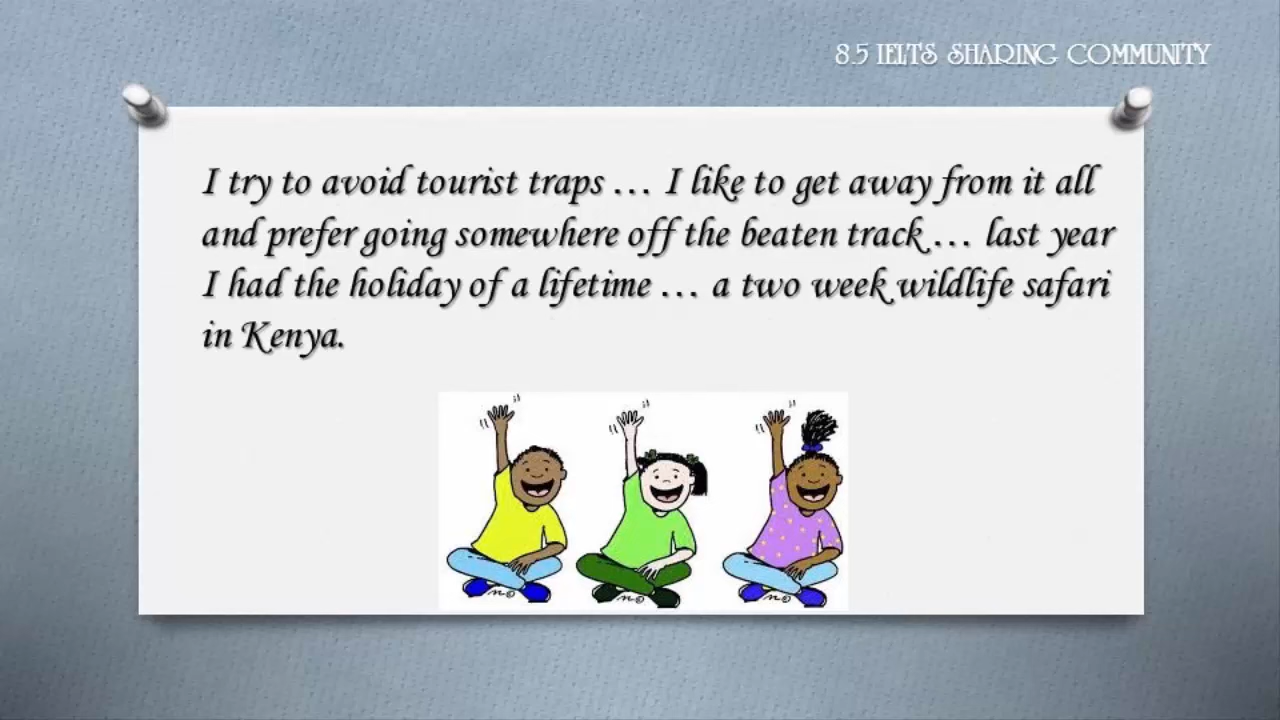 8.5 IELTS SHARING COMMUNITY
I try to avoid tourist traps … I like to get away from it all
and prefer going somewhere off the beaten track … last year
I had the holiday of a lifetime … a two week wildlife safari
in Kenya.